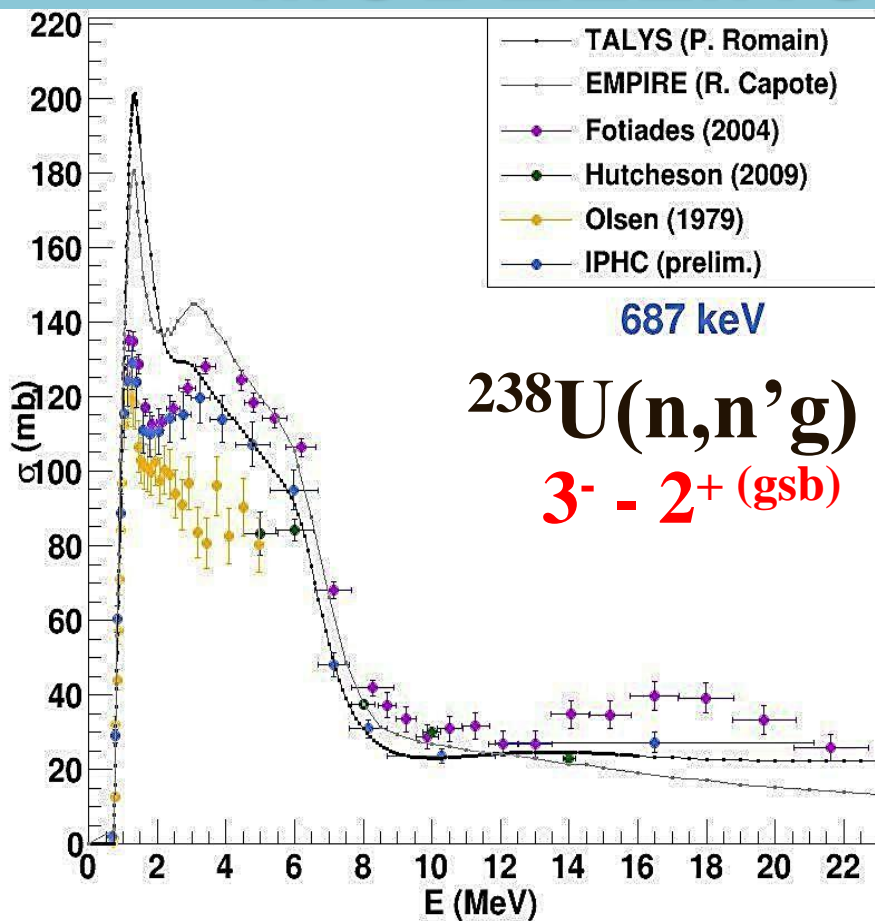 220
200
180
160
140
120
100
80
60
40
20
0
σ (mb)
TALYS (P. Romain)
EMPIRE (R. Capote)
Fotiades (2004)
Hutcheson (2009)
Olsen (1979)
IPHC (prelim.)
687 keV
²³⁸U(n,n’g)
3⁻ - 2⁺ ⁽ᵍˢᵇ⁾
0 2 4 6 8 10 12 14 16 18 20 22
E (MeV)